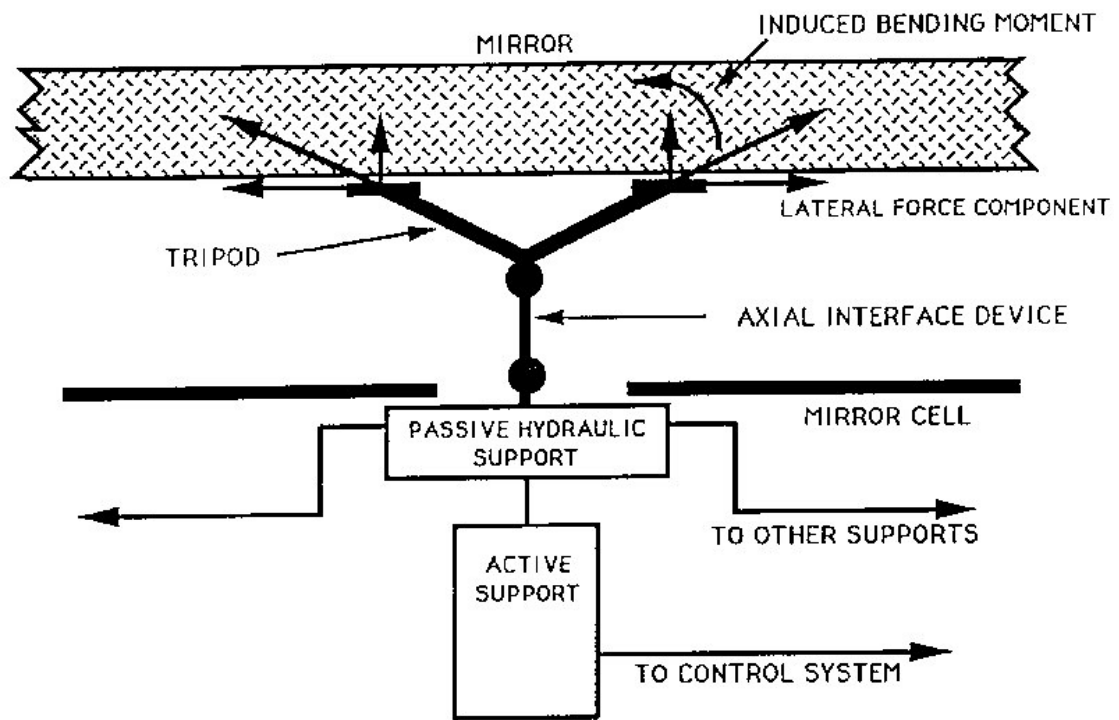 INDUCED BENDING MOMENT
MIRROR
LATERAL FORCE COMPONENT
TRIPOD
AXIAL INTERFACE DEVICE
MIRROR CELL
PASSIVE HYDRAULIC
SUPPORT
TO OTHER SUPPORTS
ACTIVE
SUPPORT
TO CONTROL SYSTEM